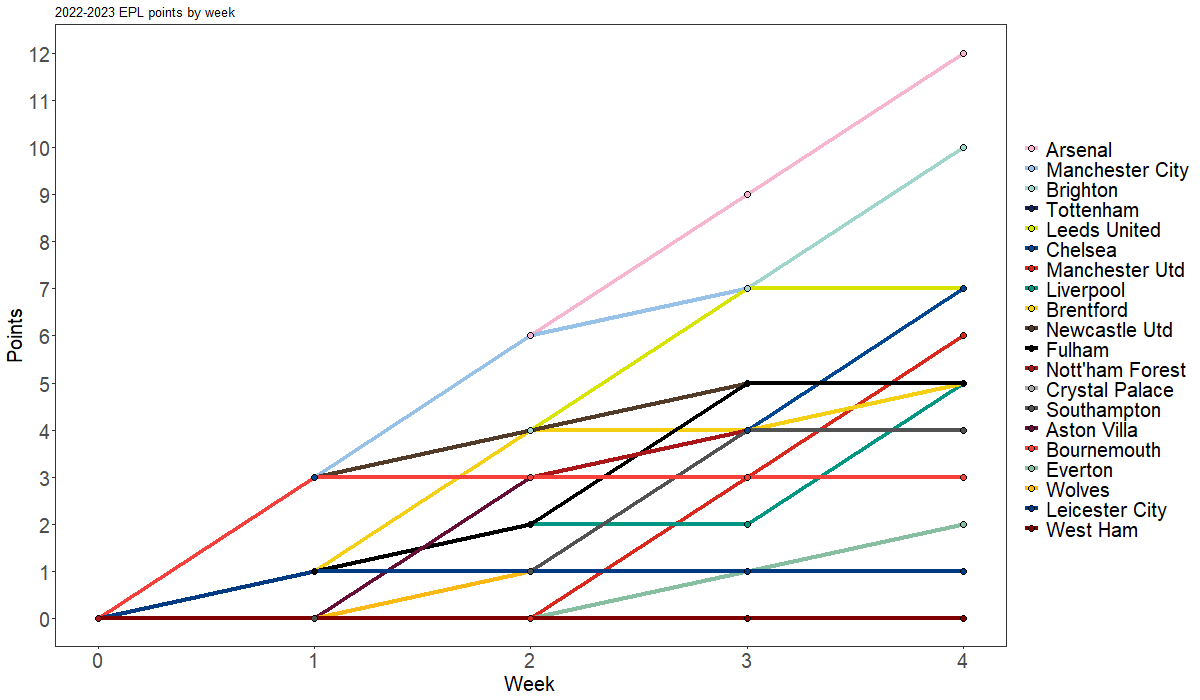 2022-2023 EPL points by week
Points
12
11
10
9
8
7
6
5
4
3
2
1
0
0 1 2 3 4
Week
Arsenal
Manchester City
Brighton
Tottenham
Leeds United
Chelsea
Manchester Utd
Liverpool
Brentford
Newcastle Utd
Fulham
Nott'ham Forest
Crystal Palace
Southampton
Aston Villa
Bournemouth
Everton
Wolves
Leicester City
West Ham